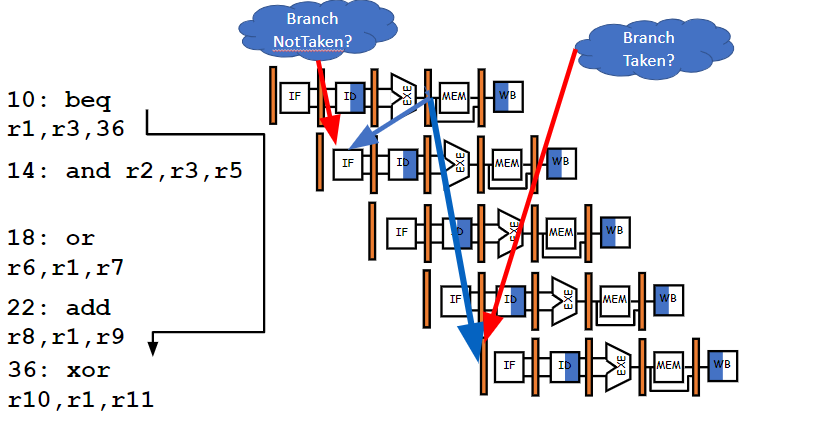 Branch
NotTaken?
Branch
Taken?
10: beq
r1,r3,36
14: and r2,r3,r5
18: or
r6,r1,r7
22: add
r8,r1,r9
36: xor
r10,r1,r11
IF ID EXE MEM WB
IF ID EXE MEM WB
IF ID EXE MEM WB
IF ID EXE MEM WB
IF ID EXE MEM WB